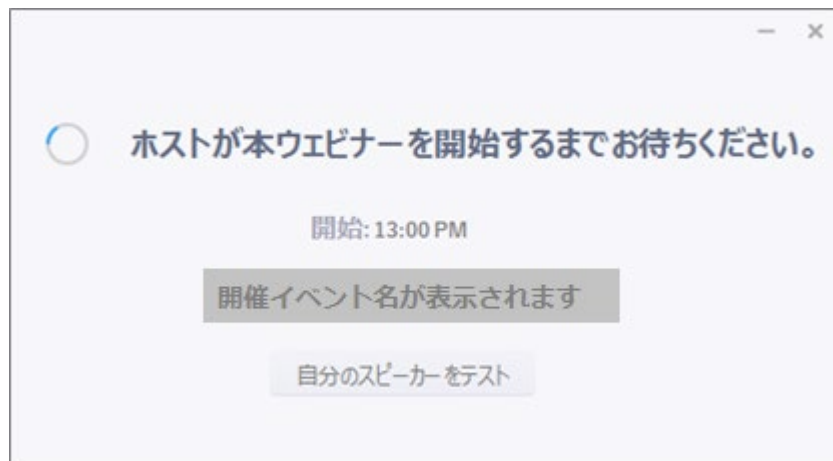 ホストが本ウェビナーを開始するまでお待ちください。
開始: 13:00 PM
開催イベント名が表示されます
自分のスピーカーをテスト